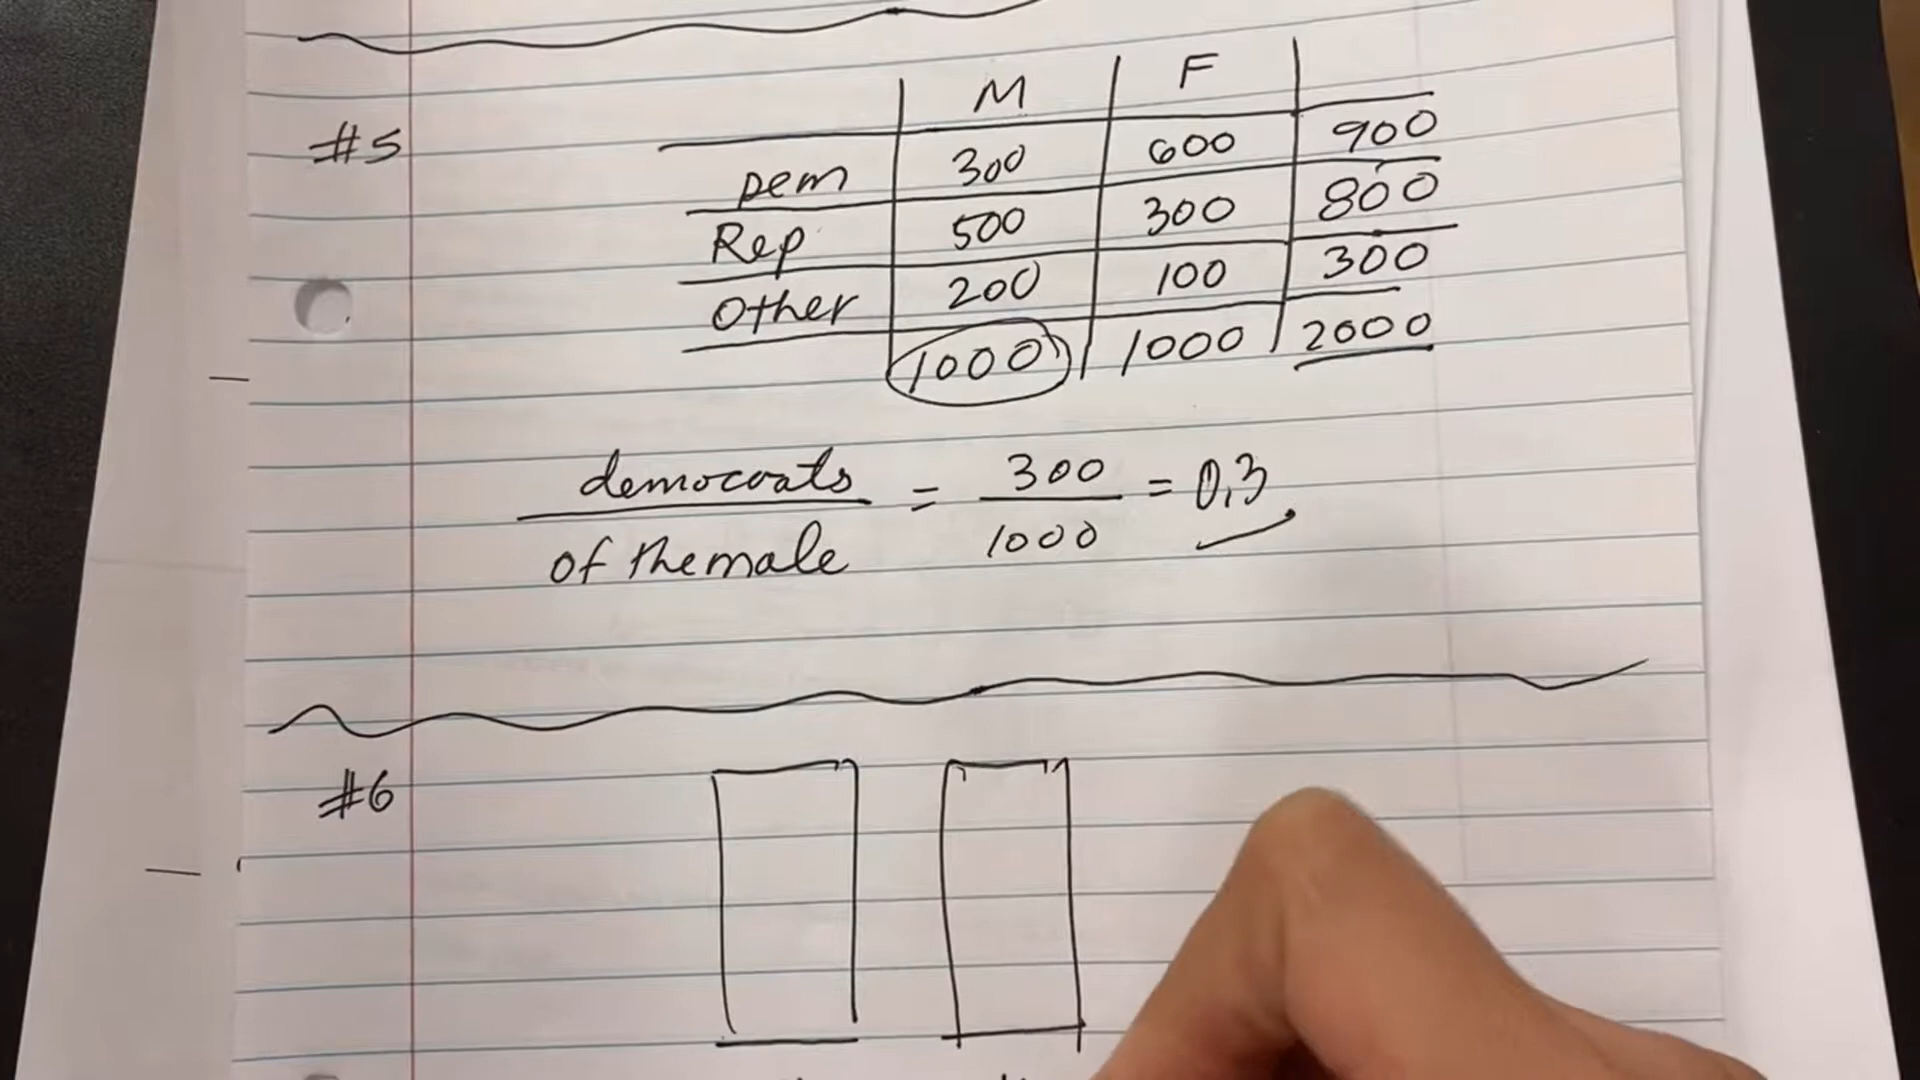 #5
M F
Dem 300 600 900
Rep 500 300 800
Other 200 100 300
1000 1000 2000
democrats = 300 = 0.3
of the male 1000
#6